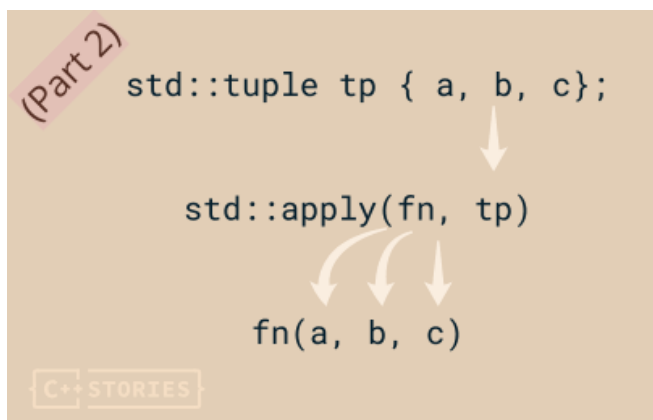 (Part 2)
std::tuple tp { a, b, c};
std::apply(fn, tp)
fn(a, b, c)
C++ STORIES